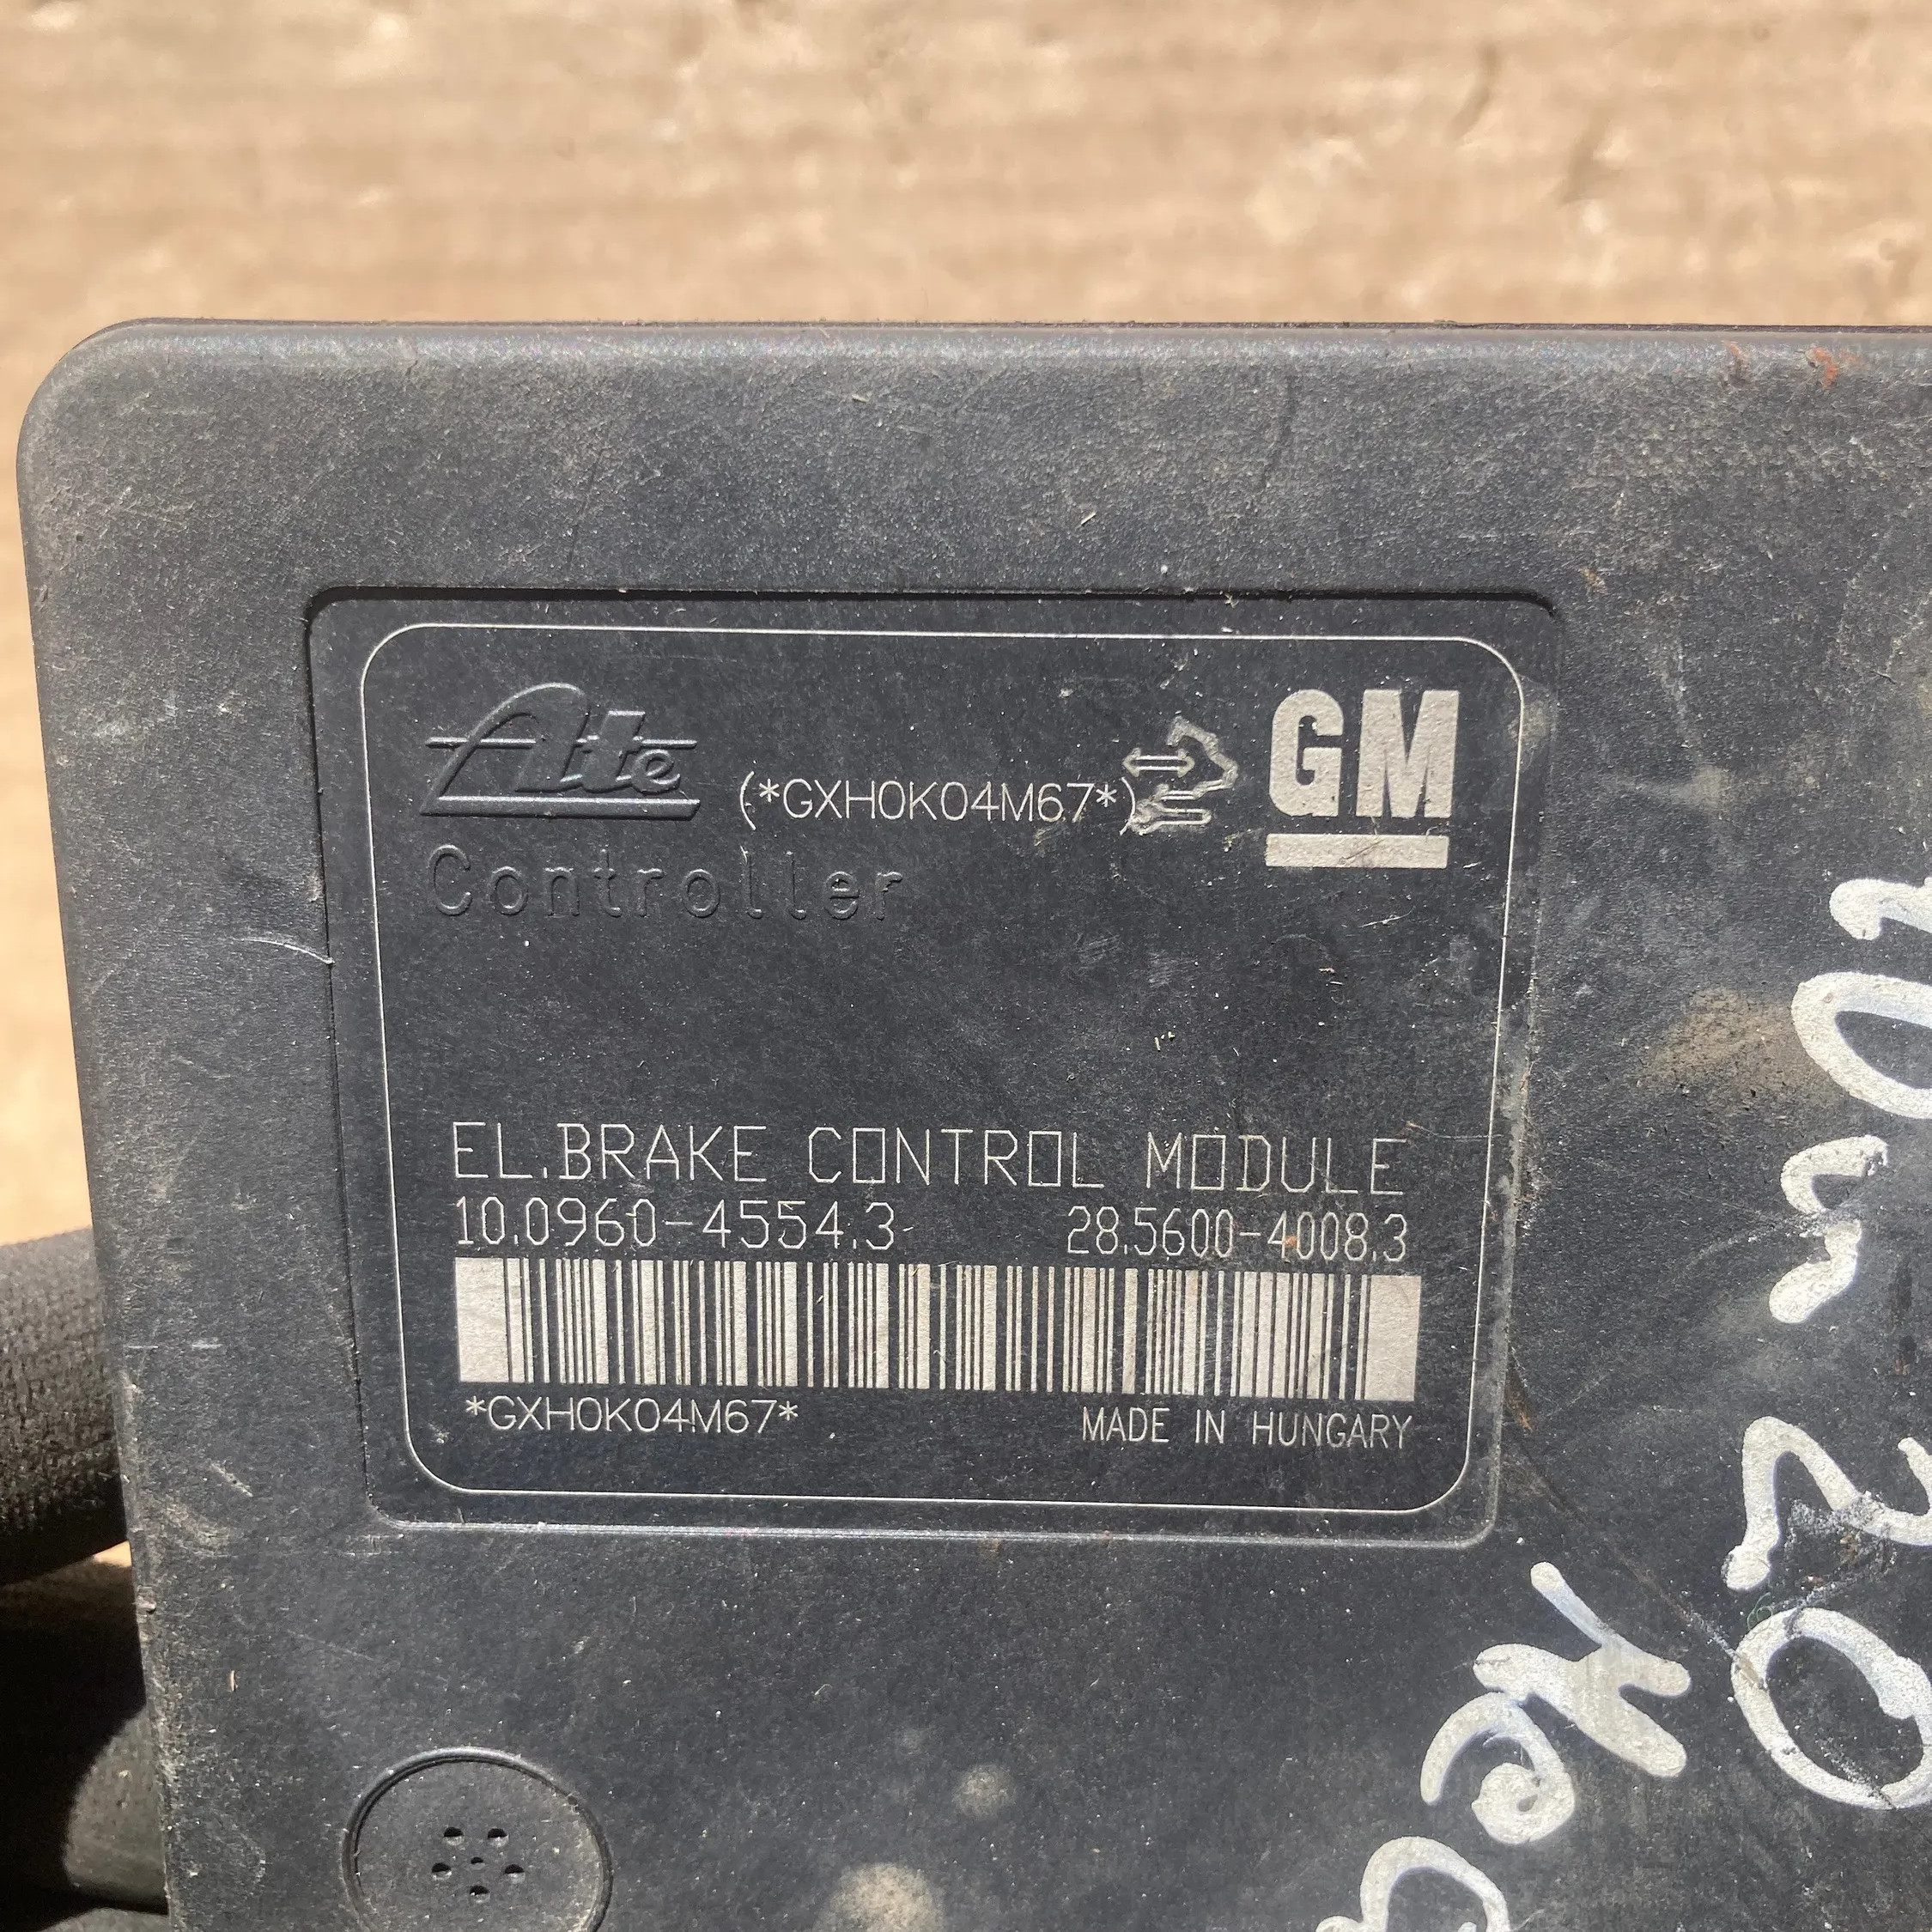 Ate
(*GXH0K04M67*)
GM
Controller
EL.BRAKE CONTROL MODULE
10.0960-4554.3 28.5600-4008.3
*GXH0K04M67*
MADE IN HUNGARY